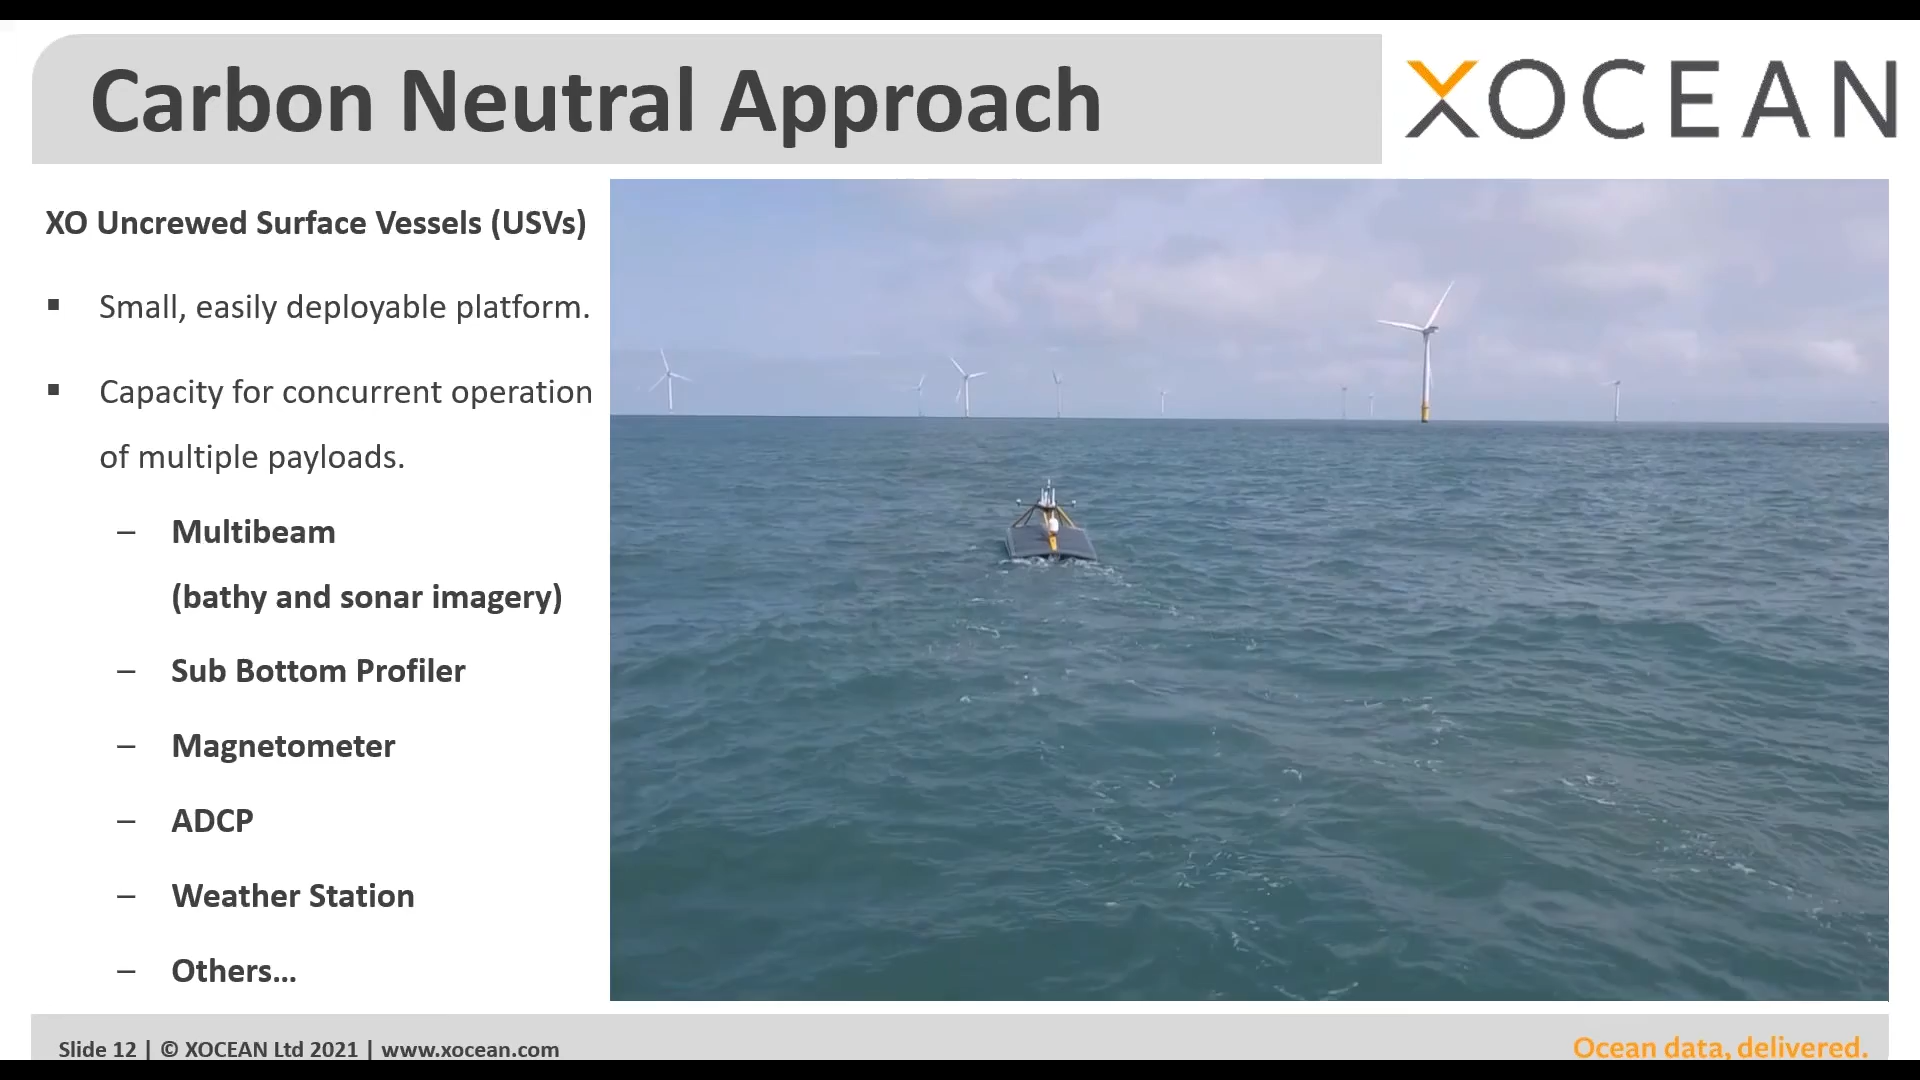 Carbon Neutral Approach
XOCEAN
XO Uncrewed Surface Vessels (USVs)
▪ Small, easily deployable platform.
▪ Capacity for concurrent operation
of multiple payloads.
– Multibeam
(bathy and sonar imagery)
– Sub Bottom Profiler
– Magnetometer
– ADCP
– Weather Station
– Others...
Slide 12 | © XOCEAN Ltd 2021 | www.xocean.com
Ocean data, delivered.